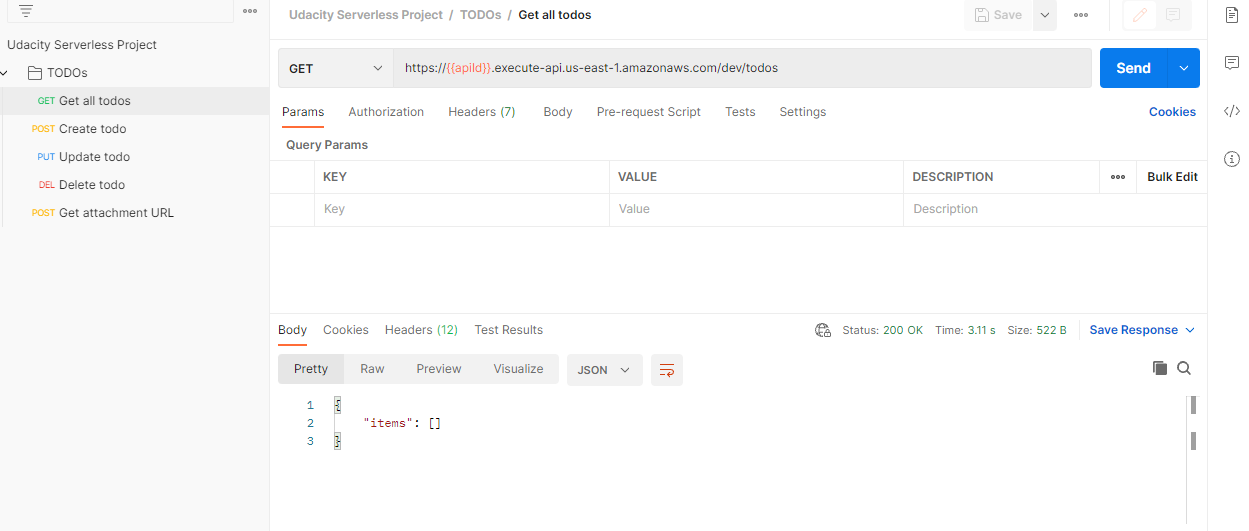 Udacity Serverless Project / TODOs / Get all todos
Save
Udacity Serverless Project
TODOs
GET Get all todos
POST Create todo
PUT Update todo
DEL Delete todo
POST Get attachment URL
GET https://{{apiId}}.execute-api.us-east-1.amazonaws.com/dev/todos
Send
Params Authorization Headers (7) Body Pre-request Script Tests Settings Cookies
Query Params
KEY VALUE DESCRIPTION Bulk Edit
Key Value Description
Body Cookies Headers (12) Test Results Status: 200 OK Time: 3.11 s Size: 522 B Save Response
Pretty Raw Preview Visualize JSON
1 {
2 "items": []
3 }